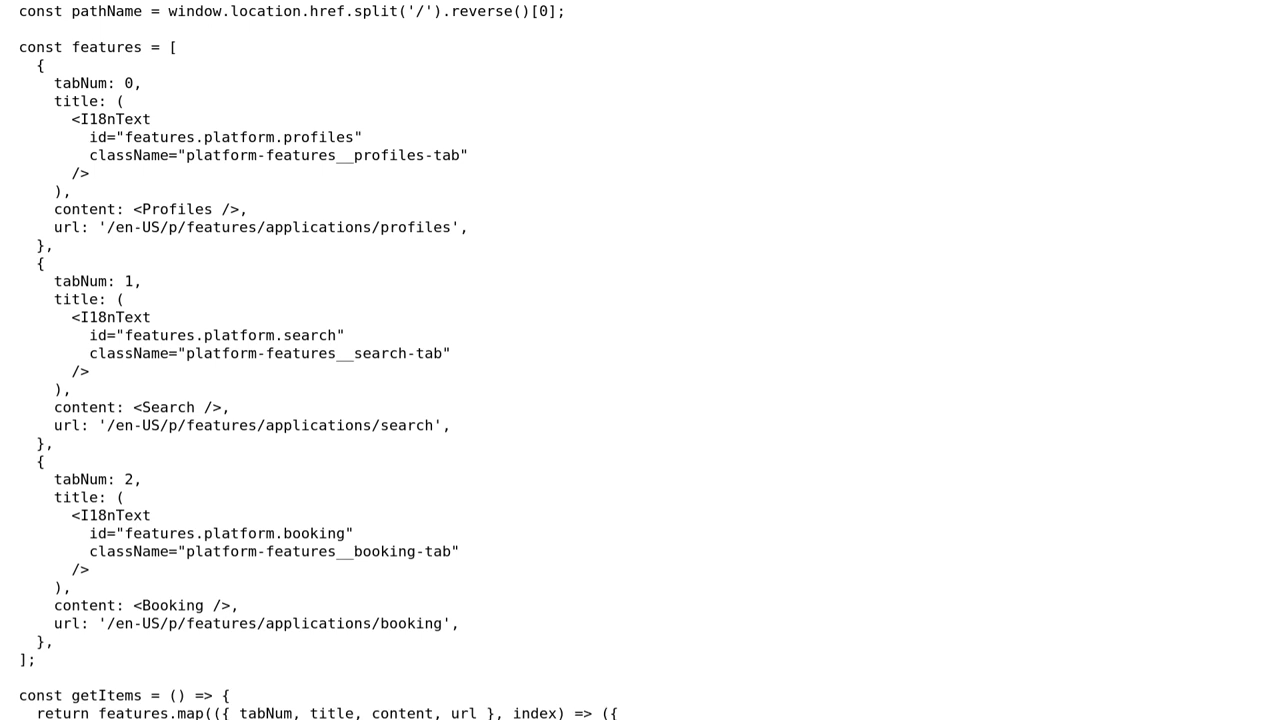 const pathName = window.location.href.split('/').reverse()[0];

const features = [
  {
    tabNum: 0,
    title: (
      <I18nText
        id="features.platform.profiles"
        className="platform-features__profiles-tab"
      />
    ),
    content: <Profiles />,
    url: '/en-US/p/features/applications/profiles',
  },
  {
    tabNum: 1,
    title: (
      <I18nText
        id="features.platform.search"
        className="platform-features__search-tab"
      />
    ),
    content: <Search />,
    url: '/en-US/p/features/applications/search',
  },
  {
    tabNum: 2,
    title: (
      <I18nText
        id="features.platform.booking"
        className="platform-features__booking-tab"
      />
    ),
    content: <Booking />,
    url: '/en-US/p/features/applications/booking',
  },
];

const getItems = () => {
  return features.map(({ tabNum, title, content, url }, index) => ({